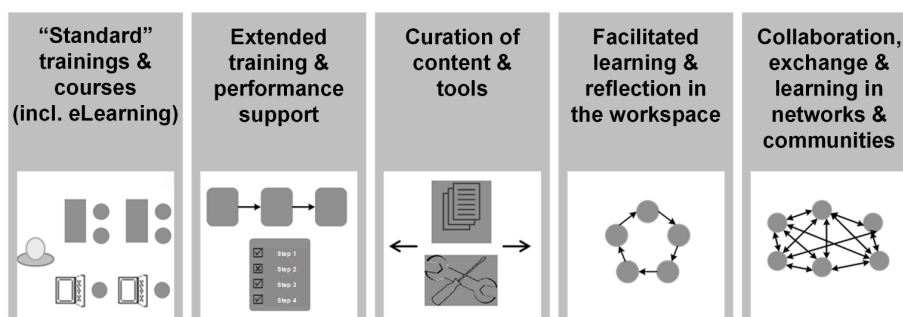 “Standard”
trainings &
courses
(incl. eLearning)
Extended
training &
performance
support
Step 1
Step 2
Step 3
Step 4
Curation of
content &
tools
Facilitated
learning &
reflection in
the workspace
Collaboration,
exchange &
learning in
networks &
communities